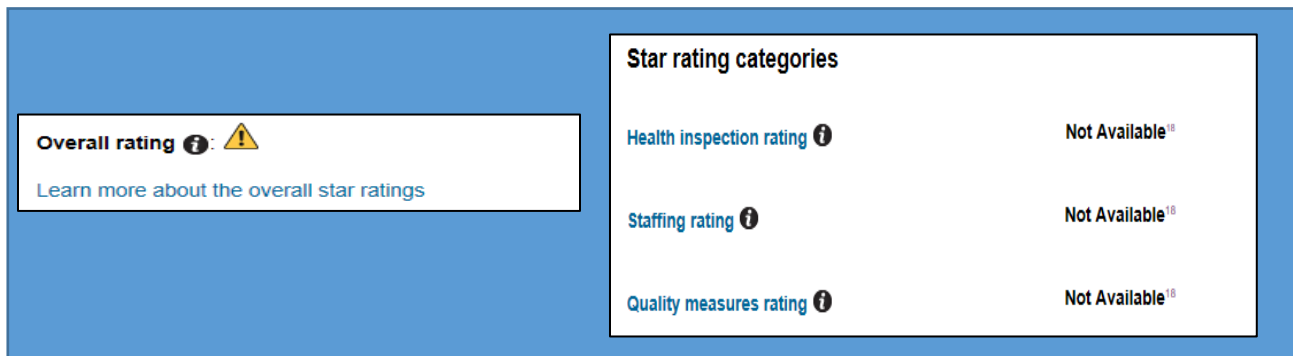 Overall rating :
Learn more about the overall star ratings
Star rating categories
Health inspection rating Not Available18
Staffing rating Not Available18
Quality measures rating Not Available18